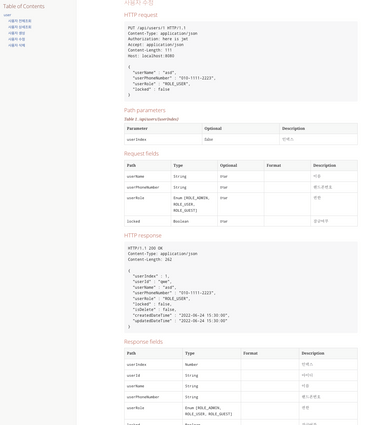 Table of Contents
user
사용자 전체조회
사용자 상세조회
사용자 생성
사용자 수정
사용자 삭제
사용자 수정
HTTP request
PUT /api/users/1 HTTP/1.1
Content-Type: application/json
Authorization: here is jwt
Accept: application/json
Content-Length: 111
Host: localhost:8080
{
"userName" : "asd",
"userPhoneNumber" : "010-1111-2223",
"userRole" : "ROLE_USER",
"locked" : false
}
Path parameters
Table 1. /api/users/{userIndex}
Parameter Optional Description
userIndex false 인덱스
Request fields
Path Type Optional Format Description
userName String true 이름
userPhoneNumber String true 핸드폰번호
userRole Enum [ROLE_ADMIN, true 권한
ROLE_USER,
ROLE_GUEST]
locked Boolean true 잠금여부
HTTP response
HTTP/1.1 200 OK
Content-Type: application/json
Content-Length: 262
{
"userIndex" : 1,
"userId" : "qwe",
"userName" : "asd",
"userPhoneNumber" : "010-1111-2223",
"userRole" : "ROLE_USER",
"locked" : false,
"isDelete" : false,
"createdDateTime" : "2022-06-24 15:30:00",
"updatedDateTime" : "2022-06-24 15:30:00"
}
Response fields
Path Type Format Description
userIndex Number 인덱스
userId String 아이디
userName String 이름
userPhoneNumber String 핸드폰번호
userRole Enum [ROLE_ADMIN, 권한
ROLE_USER, ROLE_GUEST]
locked Boolean 잠금여부